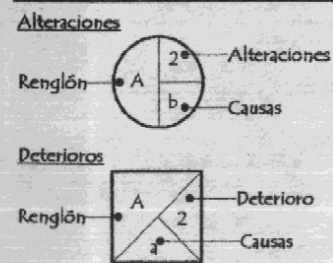 Alteraciones
2 Alteraciones
Renglón A
b Causas
Deterioros
A Deterioro
Renglón 2
a Causas